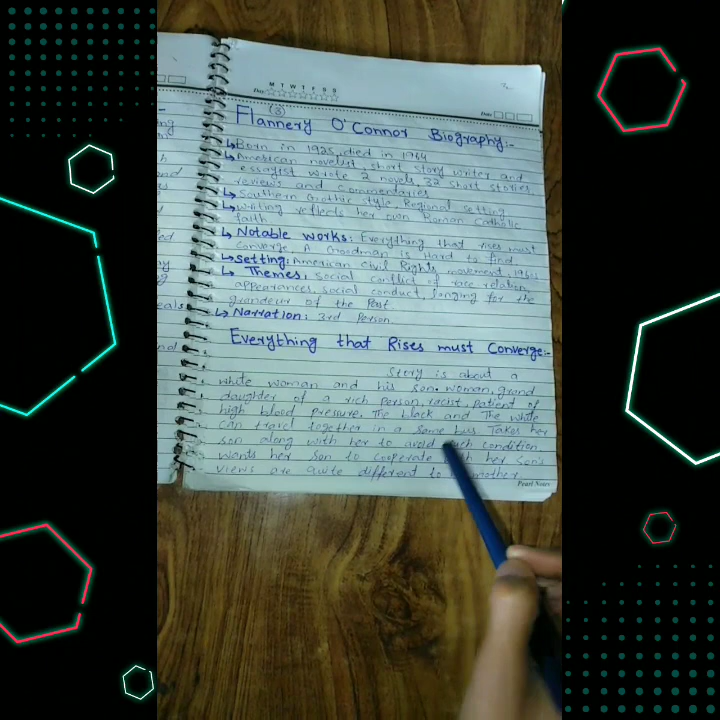 Day: M T W T F S S
Date:
(3)
Flannery O'Connor Biography:-
↳ Born in 1925, died in 1964
↳ American novelist, short story writer and
essayist wrote 2 novels, 32 short stories
reviews and commentaries
↳ Southern Gothic style, Regional setting
↳ writing reflects her own Roman Catholic
faith
↳ Notable works: Everything that rises must
converge, A Goodman is Hard to find
↳ setting: American Civil Rights movement, 1960s
↳ Themes, social conflict of race relation,
appearances, social conduct, longing for the
grandeur of the Past
↳ Narration: 3rd Person
Everything that Rises must Converge:-
Story is about a
white woman and his son. woman, grand
daughter of a rich person, racist, patient of
high blood pressure. The black and The white
can travel together in a same bus. Takes her
son along with her to avoid such condition.
wants her son to cooperate with her. Son's
views are quite different to mother.
Pearl Notes